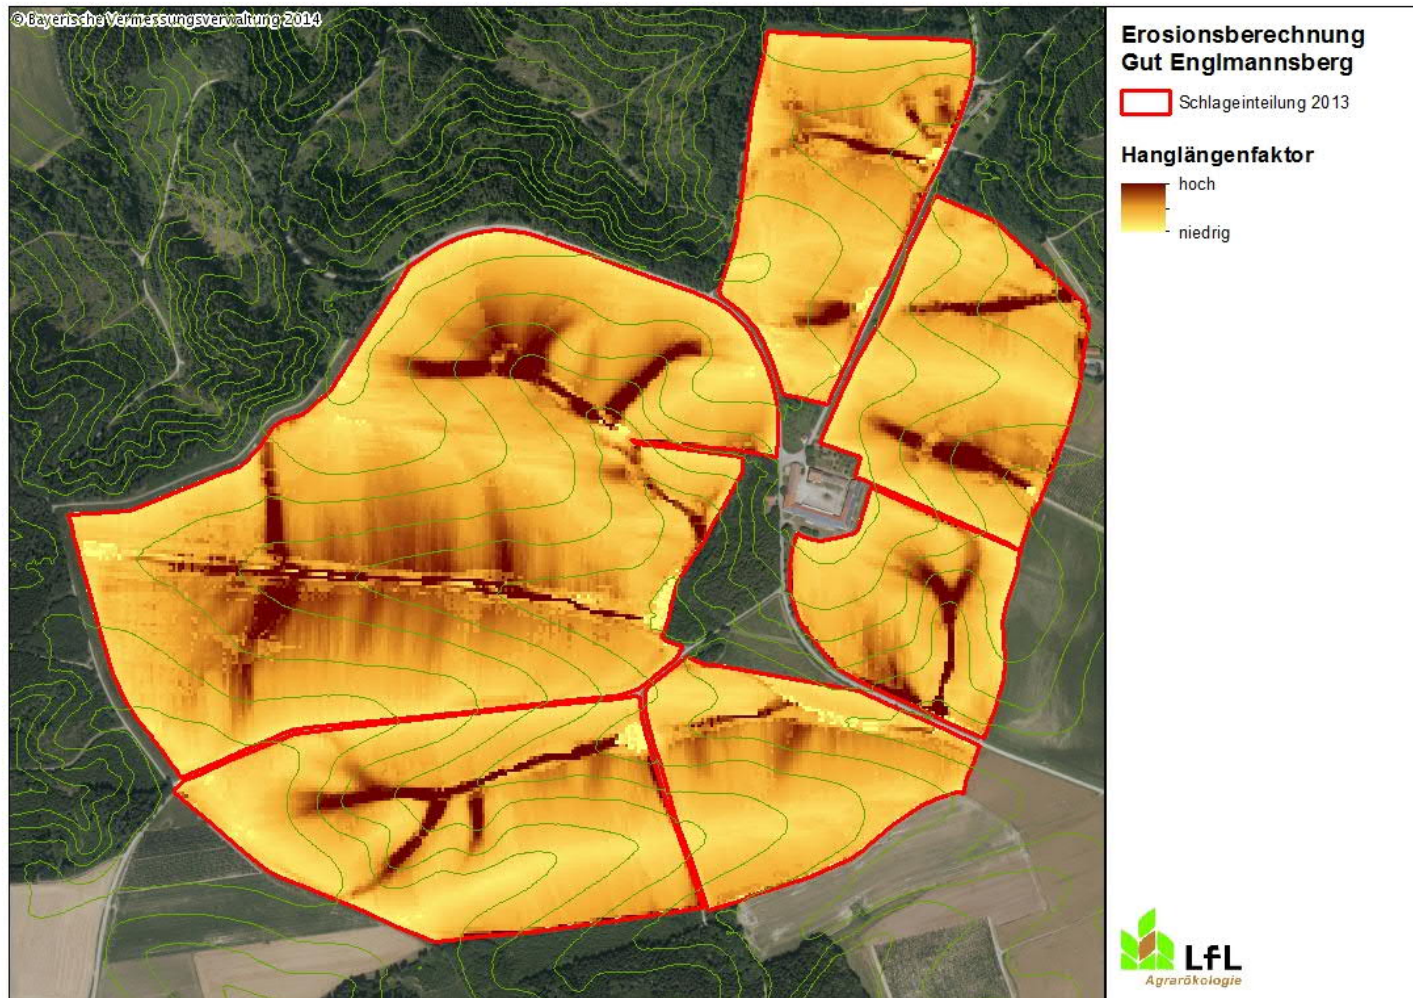 © Bayerische Vermessungsverwaltung 2014
Erosionsberechnung
Gut Englmannsberg
Schlageinteilung 2013
Hanglängenfaktor
hoch
niedrig
LfL
Agrarökologie